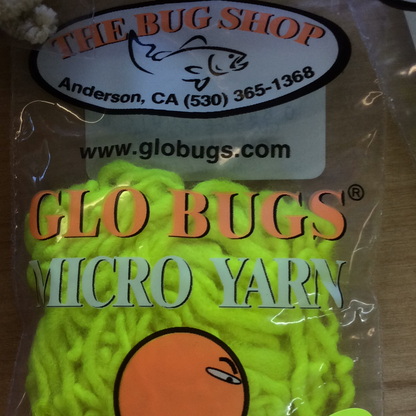 THE BUG SHOP
Anderson, CA (530) 365-1368
www.globugs.com
GLO BUGS®
MICRO YARN